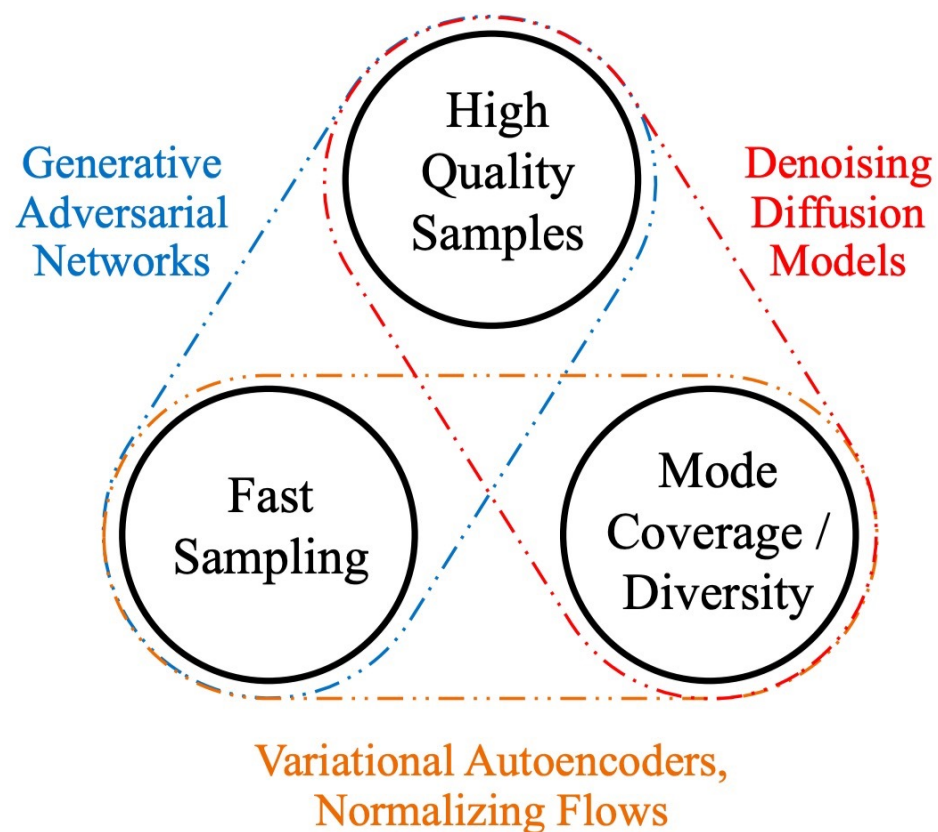 High
Quality
Samples
Generative
Adversarial
Networks
Denoising
Diffusion
Models
Fast
Sampling
Mode
Coverage /
Diversity
Variational Autoencoders,
Normalizing Flows